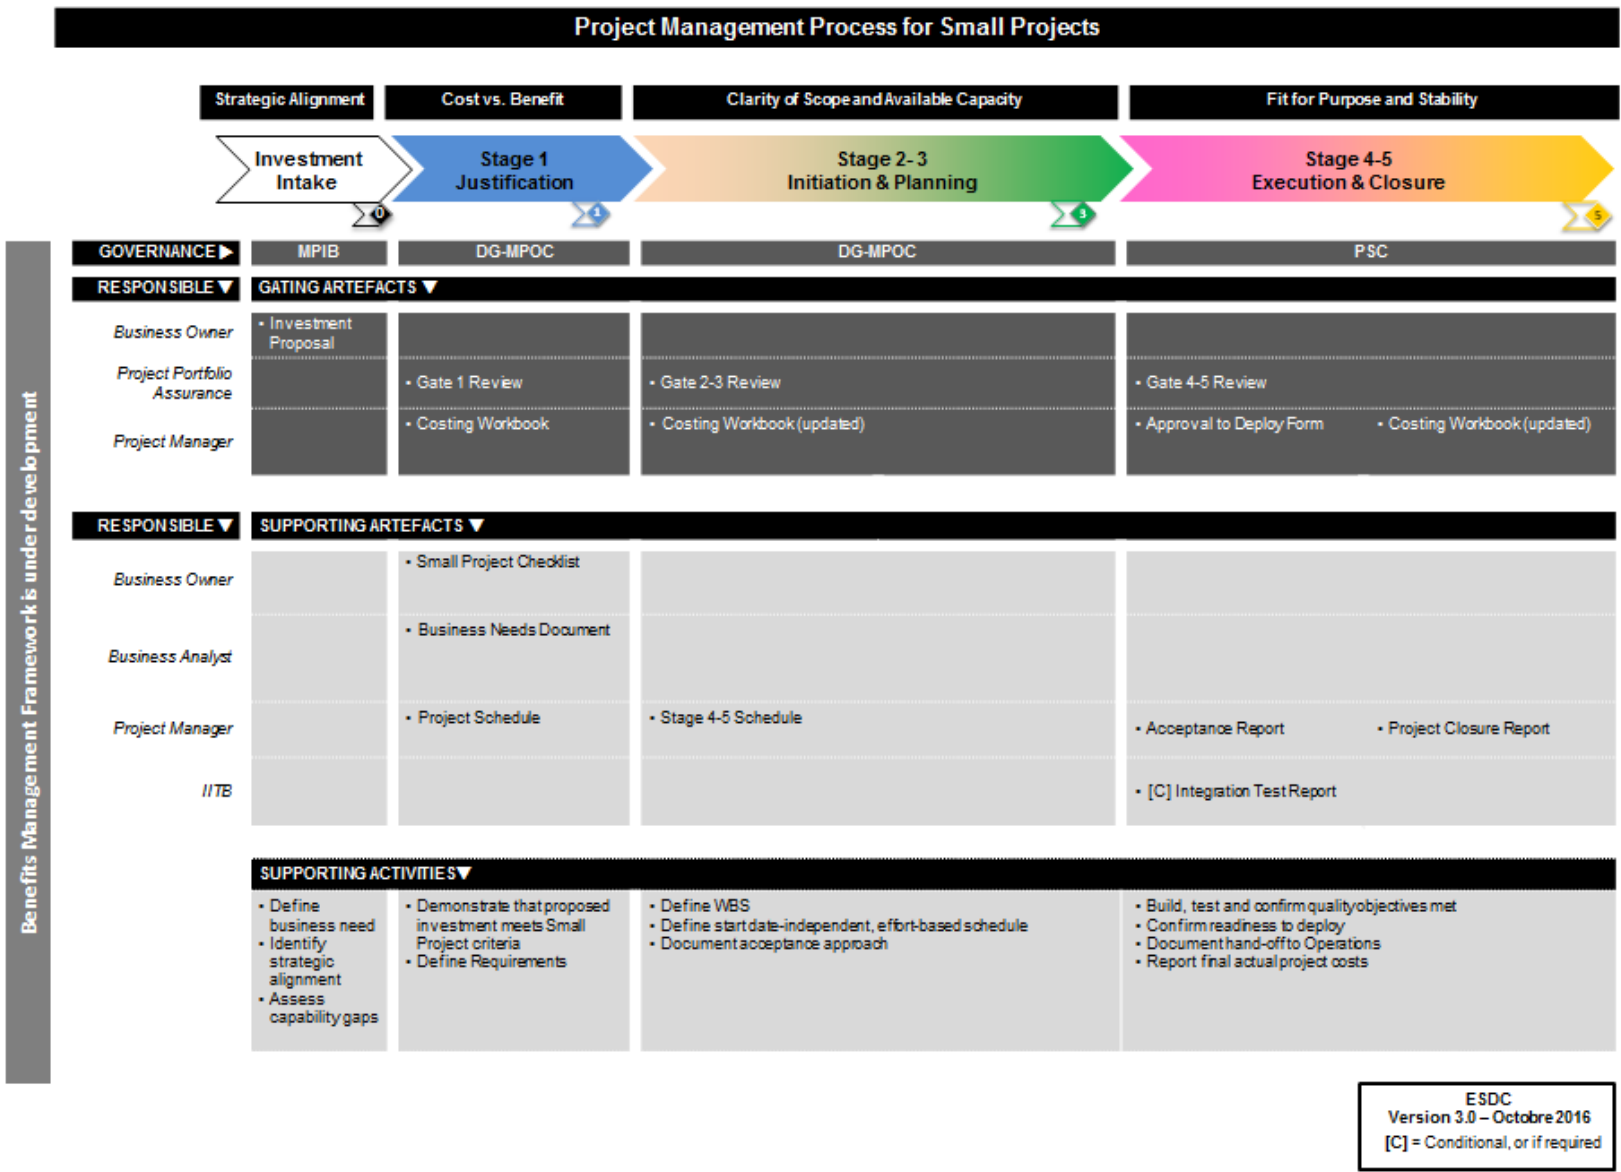 Project Management Process for Small Projects
Strategic Alignment
Cost vs. Benefit
Clarity of Scope and Available Capacity
Fit for Purpose and Stability
Investment
Intake
Stage 1
Justification
Stage 2-3
Initiation & Planning
Stage 4-5
Execution & Closure
0
1
3
5
Benefits Management Framework is under development
GOVERNANCE ▶
MPIB
DG-MPOC
DG-MPOC
PSC
RESPONSIBLE ▼
GATING ARTEFACTS ▼
Business Owner
• Investment
Proposal
Project Portfolio
Assurance
• Gate 1 Review
• Gate 2-3 Review
• Gate 4-5 Review
Project Manager
• Costing Workbook
• Costing Workbook (updated)
• Approval to Deploy Form
• Costing Workbook (updated)
RESPONSIBLE ▼
SUPPORTING ARTEFACTS ▼
Business Owner
• Small Project Checklist
Business Analyst
• Business Needs Document
Project Manager
• Project Schedule
• Stage 4-5 Schedule
• Acceptance Report
• Project Closure Report
IITB
• [C] Integration Test Report
SUPPORTING ACTIVITIES ▼
• Define
business need
• Identify
strategic
alignment
• Assess
capability gaps
• Demonstrate that proposed
investment meets Small
Project criteria
• Define Requirements
• Define WBS
• Define start date-independent, effort-based schedule
• Document acceptance approach
• Build, test and confirm quality objectives met
• Confirm readiness to deploy
• Document hand-off to Operations
• Report final actual project costs
ESDC
Version 3.0 – Octobre 2016
[C] = Conditional, or if required